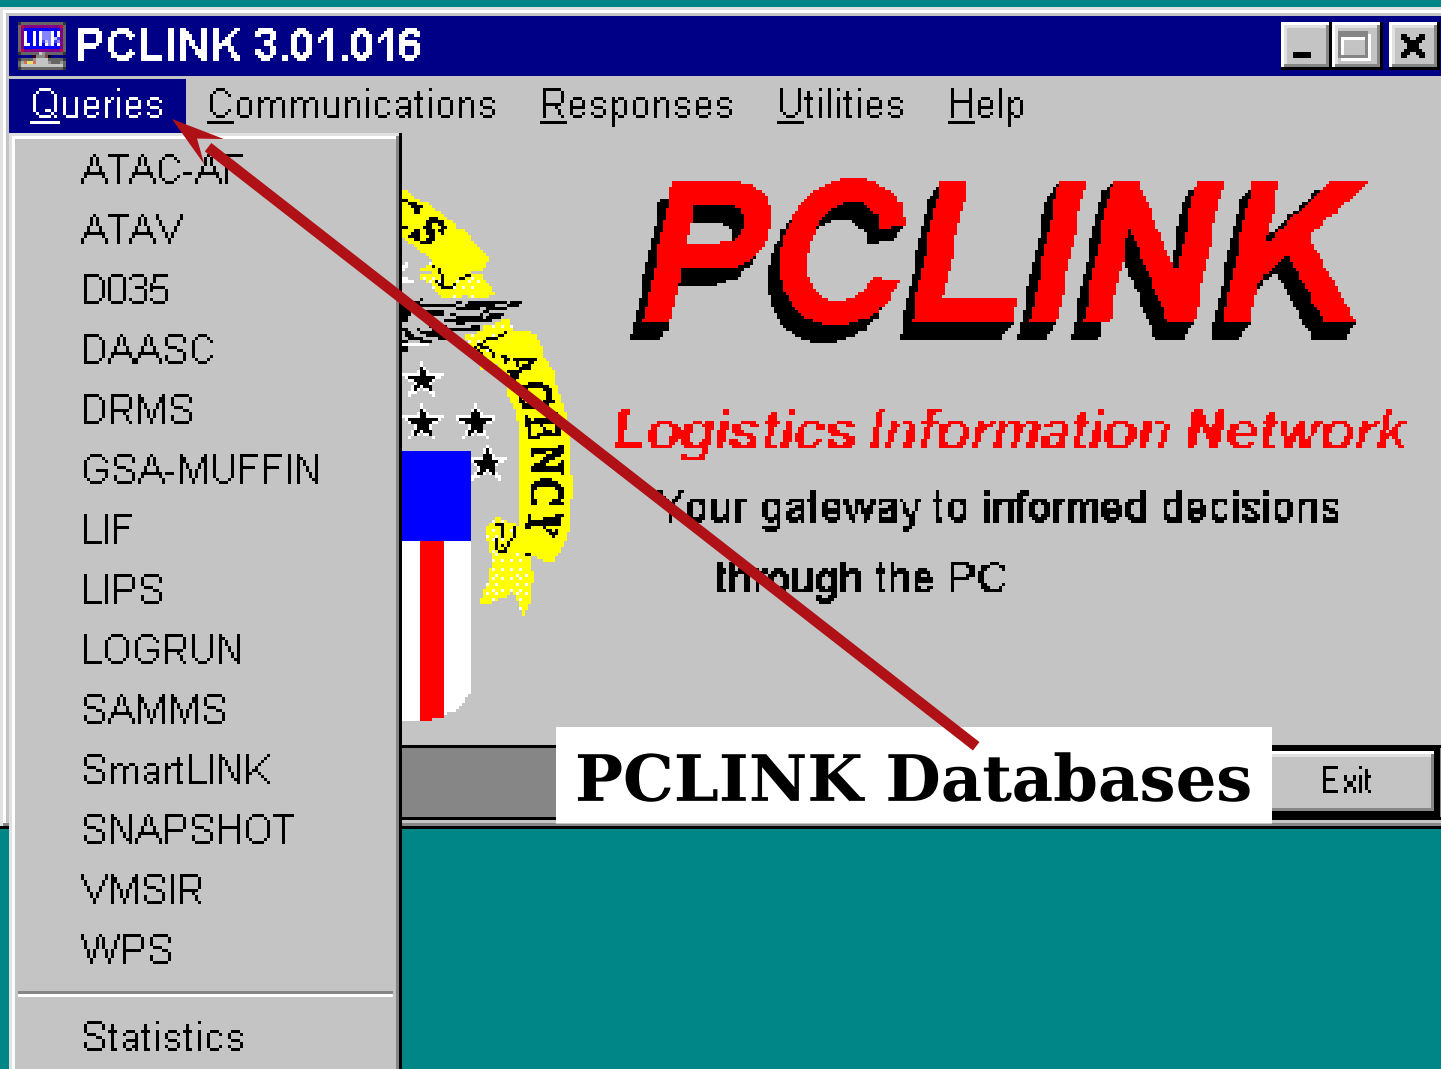 LINK PCLINK 3.01.016
Queries Communications Responses Utilities Help
ATAC-AF
ATAV
D035
DAASC
DRMS
GSA-MUFFIN
LIF
LIPS
LOGRUN
SAMMS
SmartLINK
SNAPSHOT
VMSIR
WPS
Statistics
AGENCY
PCLINK
Logistics Information Network
Your gateway to informed decisions
through the PC
PCLINK Databases
Exit